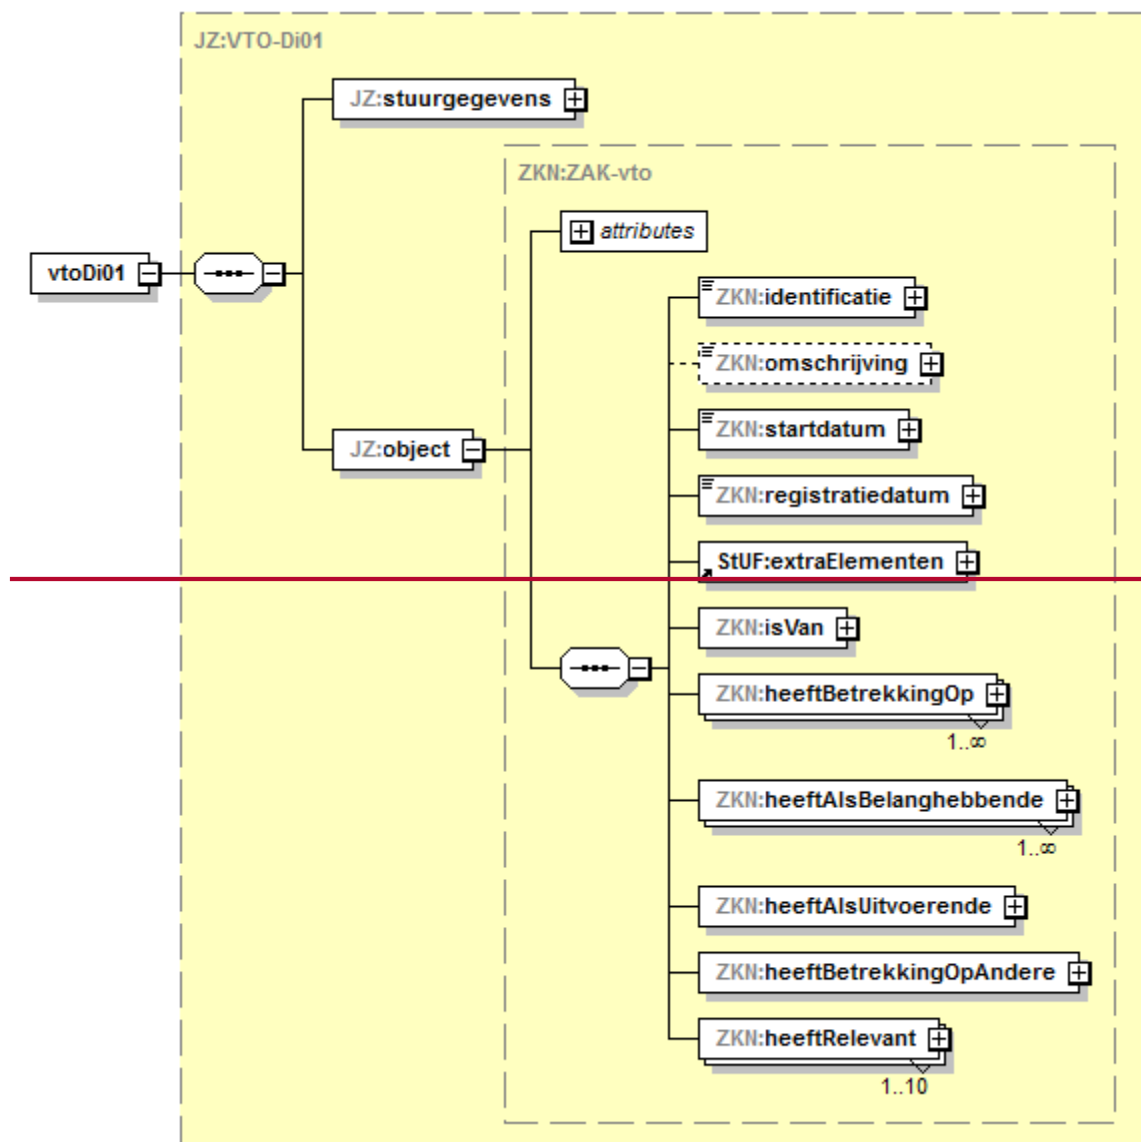 JZ:VTO-Di01
JZ:stuurgegevens
ZKN:ZAK-vto
attributes
vtoDi01
ZKN:identificatie
ZKN:omschrijving
ZKN:startdatum
JZ:object
ZKN:registratiedatum
StUF:extraElementen
ZKN:isVan
ZKN:heeftBetrekkingOp
1..∞
ZKN:heeftAlsBelanghebbende
1..∞
ZKN:heeftAlsUitvoerende
ZKN:heeftBetrekkingOpAndere
ZKN:heeftRelevant
1..10